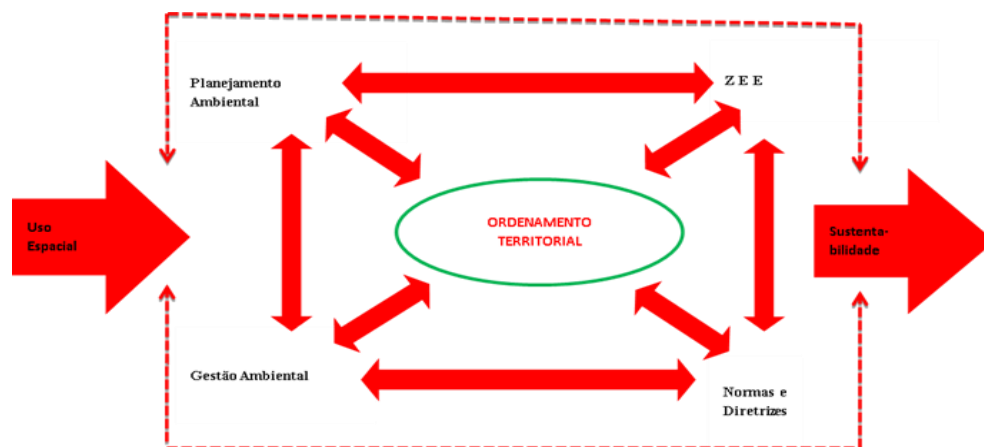 Planejamento
Ambiental
Z E E
Uso
Espacial
ORDENAMENTO
TERRITORIAL
Sustenta-
bilidade
Gestão Ambiental
Normas e
Diretrizes